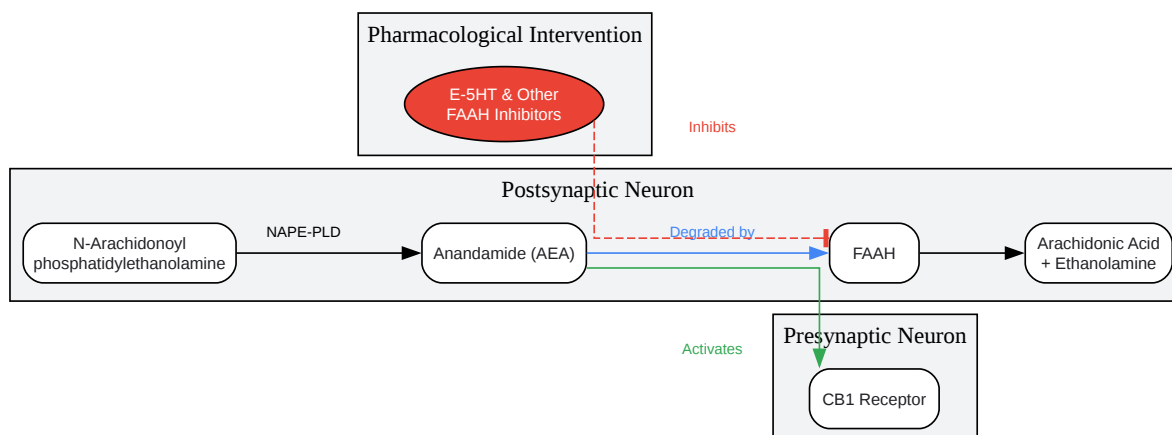 Pharmacological Intervention
E-5HT & Other
FAAH Inhibitors
Inhibits
Postsynaptic Neuron
N-Arachidonoyl
phosphatidylethanolamine
NAPE-PLD
Anandamide (AEA)
Degraded by
FAAH
Arachidonic Acid
+ Ethanolamine
Activates
Presynaptic Neuron
CB1 Receptor